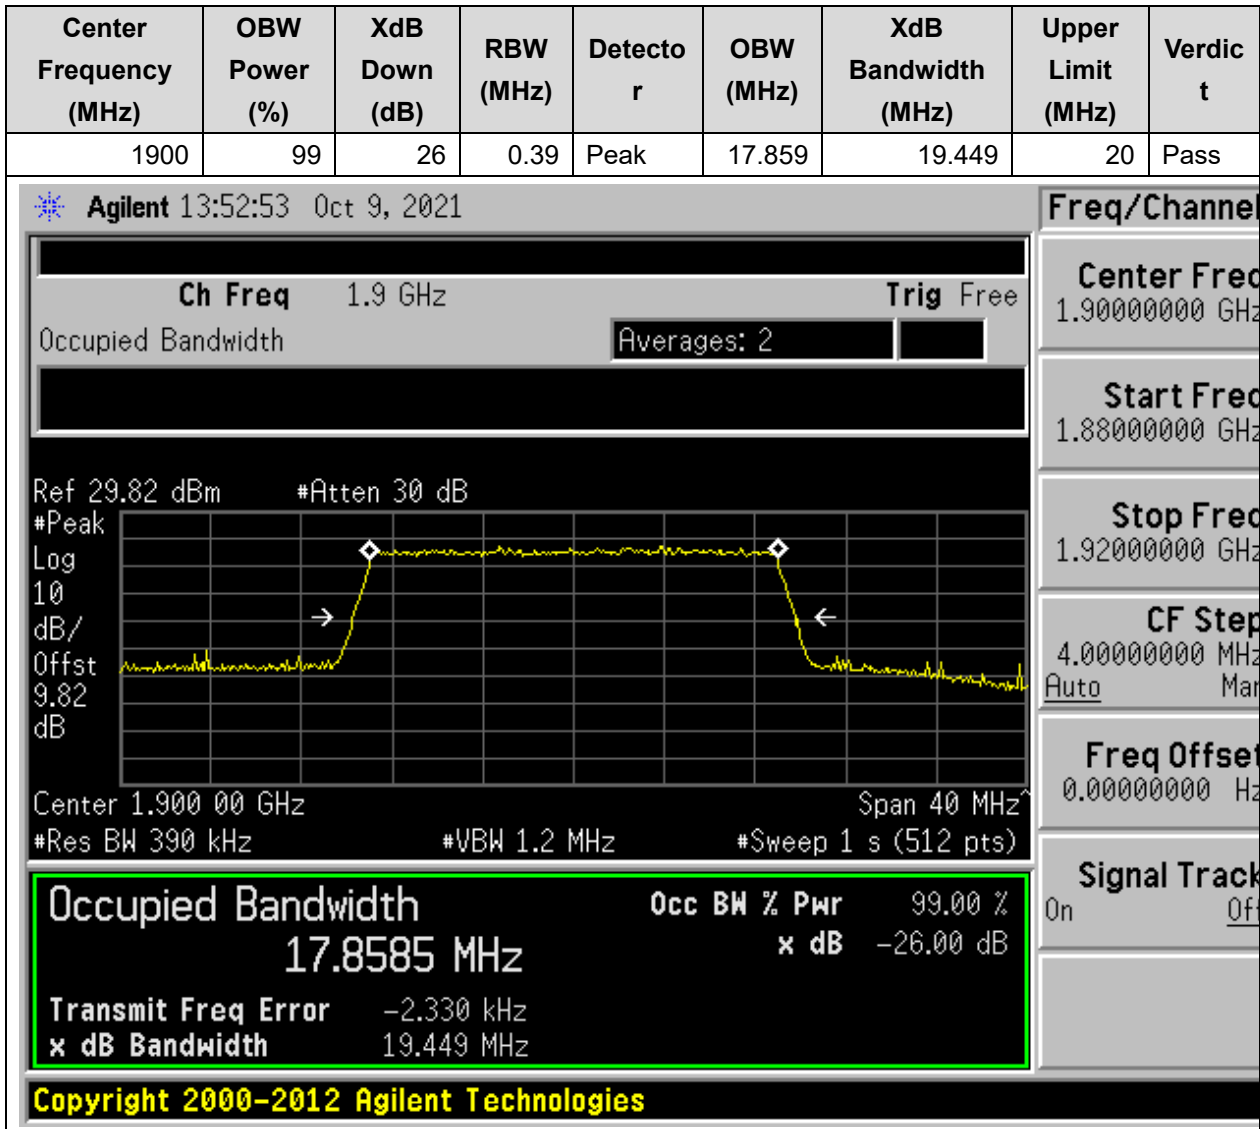 Center Frequency (MHz) OBW Power (%) XdB Down (dB) RBW (MHz) Detecto r OBW (MHz) XdB Bandwidth (MHz) Upper Limit (MHz) Verdic t
1900 99 26 0.39 Peak 17.859 19.449 20 Pass
Agilent 13:52:53 Oct 9, 2021
Freq/Channel
Ch Freq 1.9 GHz Trig Free
Occupied Bandwidth Averages: 2
Center Freq
1.90000000 GHz
Start Freq
1.88000000 GHz
Stop Freq
1.92000000 GHz
CF Step
4.00000000 MHz
Auto Man
Freq Offset
0.00000000 Hz
Signal Track
On Off
Ref 29.82 dBm #Atten 30 dB
#Peak
Log
10
dB/
Offst
9.82
dB
Center 1.900 00 GHz Span 40 MHz^
#Res BW 390 kHz #VBW 1.2 MHz #Sweep 1 s (512 pts)
Occupied Bandwidth Occ BW % Pwr 99.00 %
17.8585 MHz x dB -26.00 dB
Transmit Freq Error -2.330 kHz
x dB Bandwidth 19.449 MHz
Copyright 2000-2012 Agilent Technologies